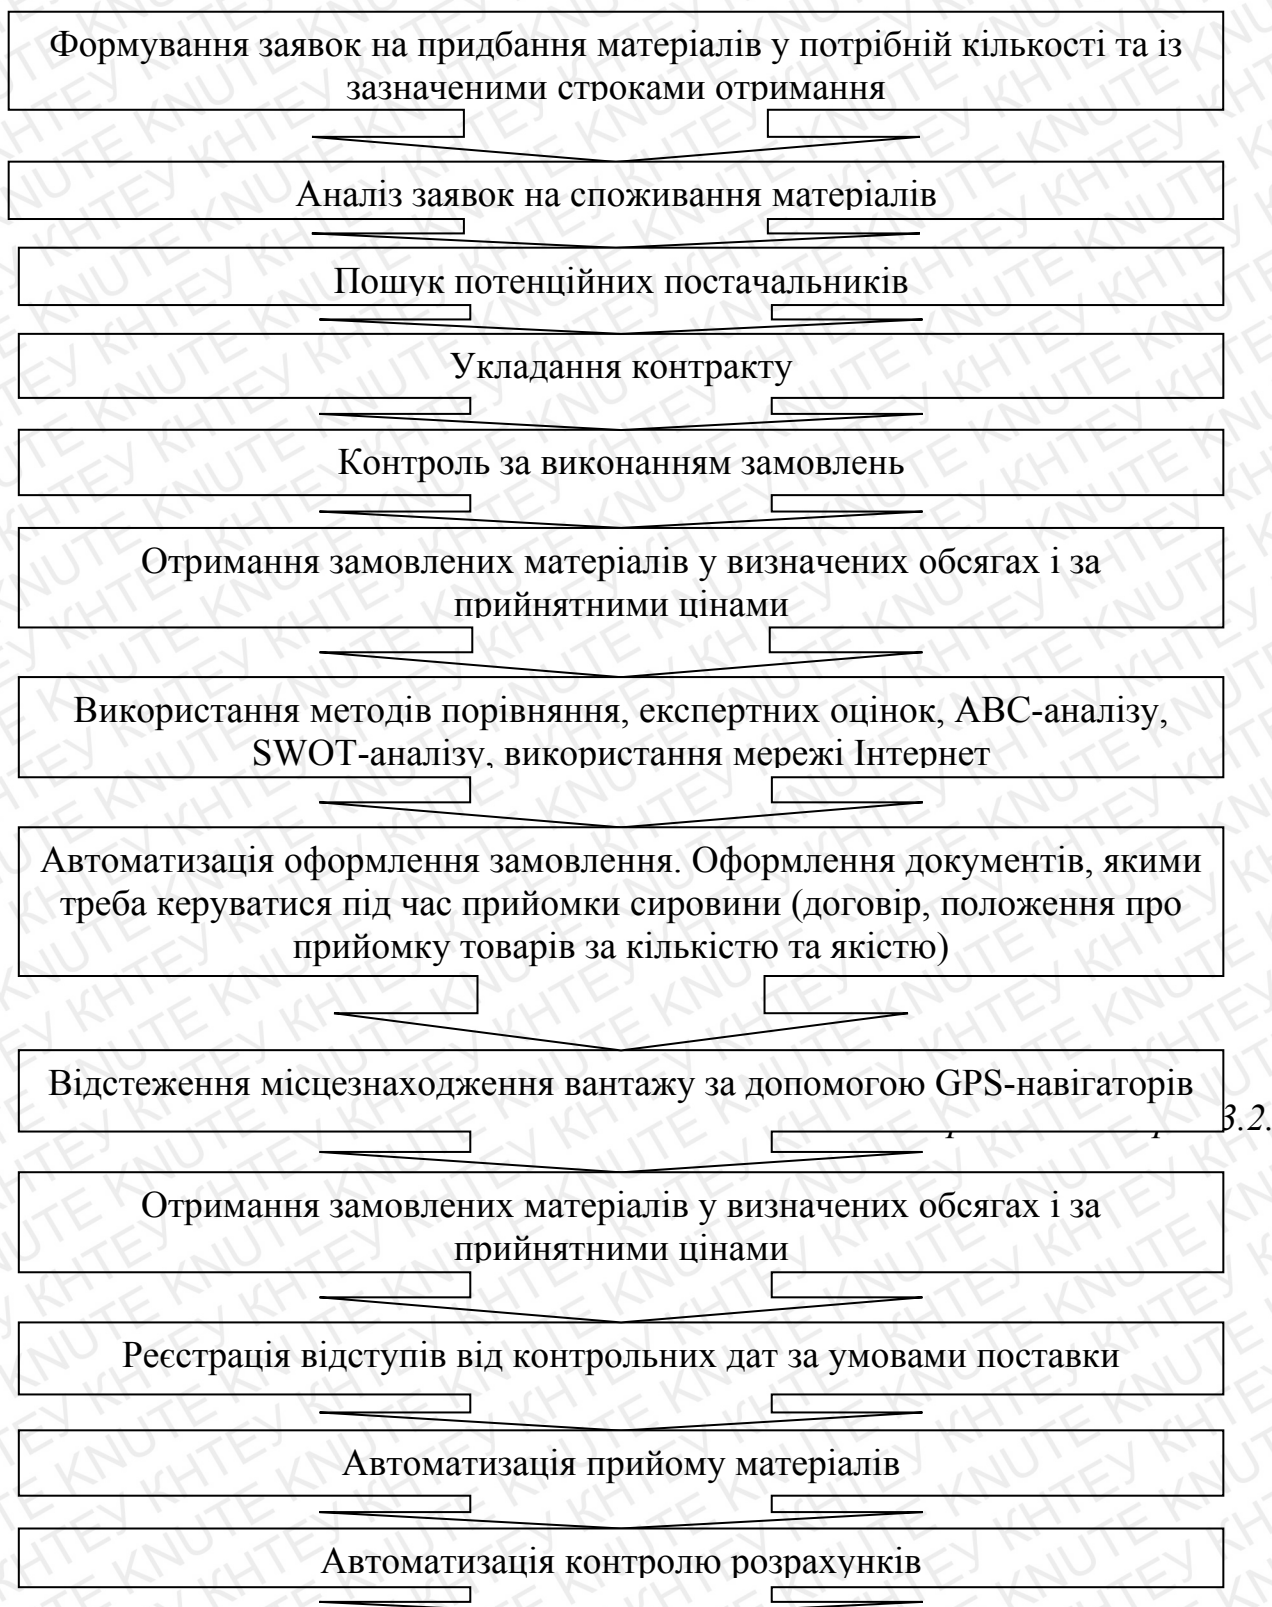 Формування заявок на придбання матеріалів у потрібній кількості та із
зазначеними строками отримання
Аналіз заявок на споживання матеріалів
Пошук потенційних постачальників
Укладання контракту
Контроль за виконанням замовлень
Отримання замовлених матеріалів у визначених обсягах і за
прийнятними цінами
Використання методів порівняння, експертних оцінок, АВС-аналізу,
SWOT-аналізу, використання мережі Інтернет
Автоматизація оформлення замовлення. Оформлення документів, якими
треба керуватися під час прийомки сировини (договір, положення про
прийомку товарів за кількістю та якістю)
Відстеження місцезнаходження вантажу за допомогою GPS-навігаторів
3.2.
Отримання замовлених матеріалів у визначених обсягах і за
прийнятними цінами
Реєстрація відступів від контрольних дат за умовами поставки
Автоматизація прийому матеріалів
Автоматизація контролю розрахунків